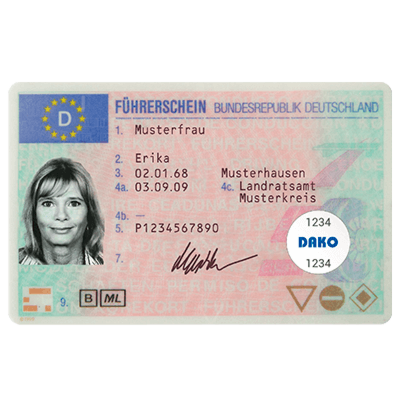 D
FÜHRERSCHEIN BUNDESREPUBLIK DEUTSCHLAND
1. Musterfrau
2. Erika
3. 02.01.68 Musterhausen
4a. 03.09.09 4c. Landratsamt
Musterkreis
4b. —
5. P1234567890
7.
1234
DAKO
1234
9. B ML